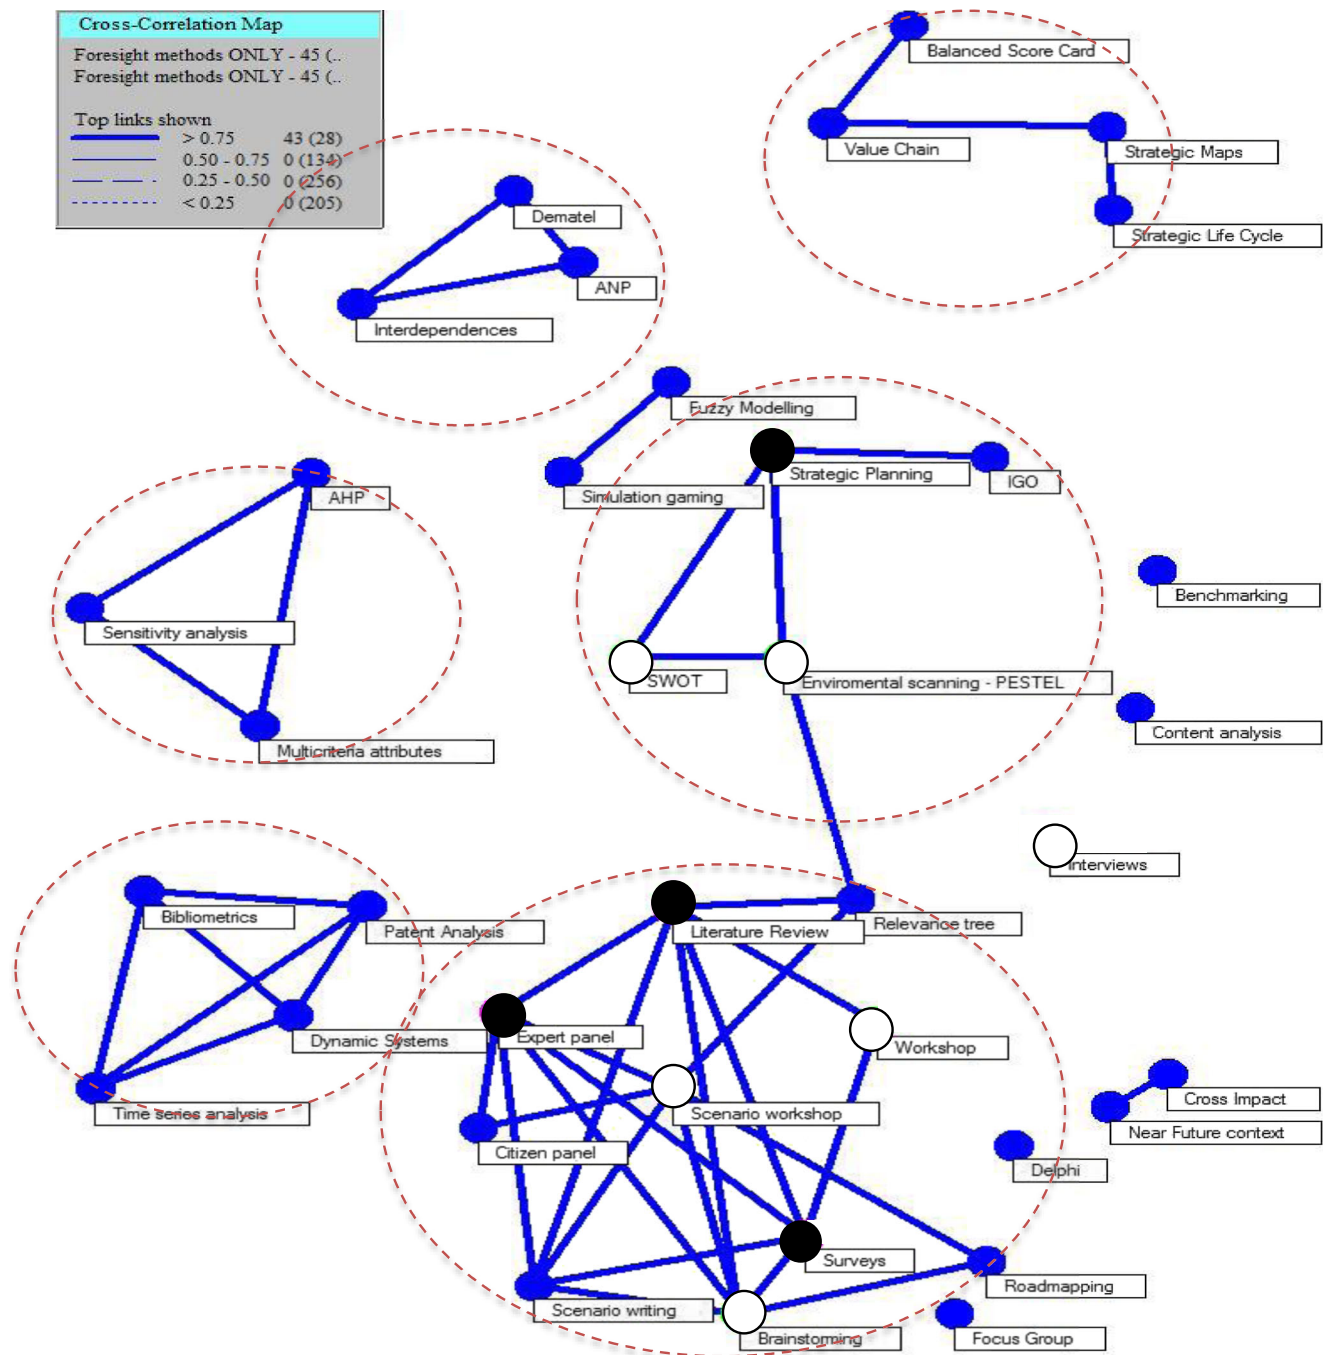 Cross-Correlation Map
Foresight methods ONLY - 45 (..
Foresight methods ONLY - 45 (..
Top links shown
> 0.75 43 (28)
0.50 - 0.75 0 (134)
0.25 - 0.50 0 (256)
< 0.25 0 (205)
Balanced Score Card
Value Chain
Strategic Maps
Strategic Life Cycle
Dematel
ANP
Interdependences
Fuzzy Modelling
Strategic Planning
IGO
Simulation gaming
AHP
Benchmarking
Sensitivity analysis
SWOT
Enviromental scanning - PESTEL
Content analysis
Multicriteria attributes
Interviews
Bibliometrics
Patent Analysis
Literature Review
Relevance tree
Dynamic Systems
Expert panel
Workshop
Time series analysis
Scenario workshop
Cross Impact
Near Future context
Citizen panel
Delphi
Surveys
Roadmapping
Scenario writing
Brainstorming
Focus Group